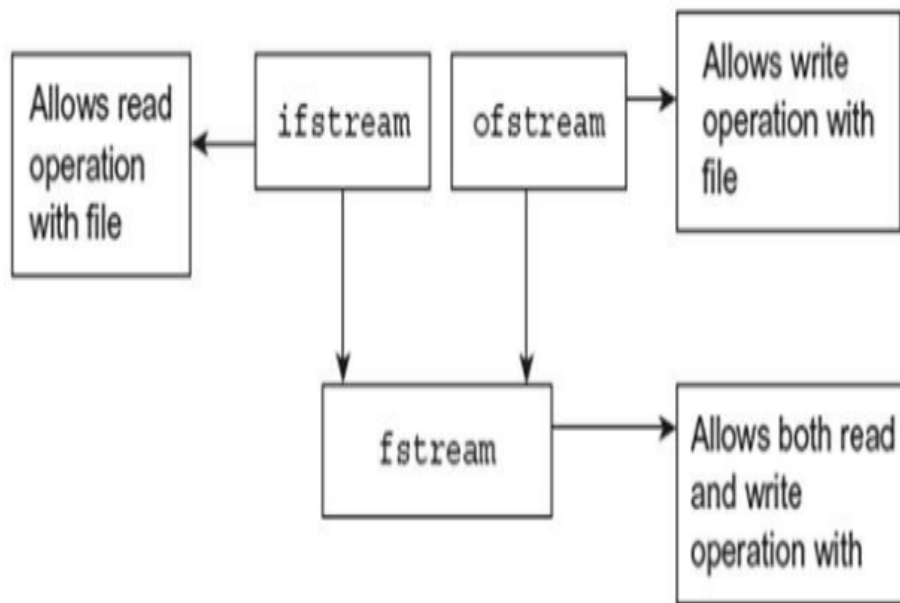 Allows read
operation
with file
ifstream
ofstream
Allows write
operation with
file
fstream
Allows both read
and write
operation with